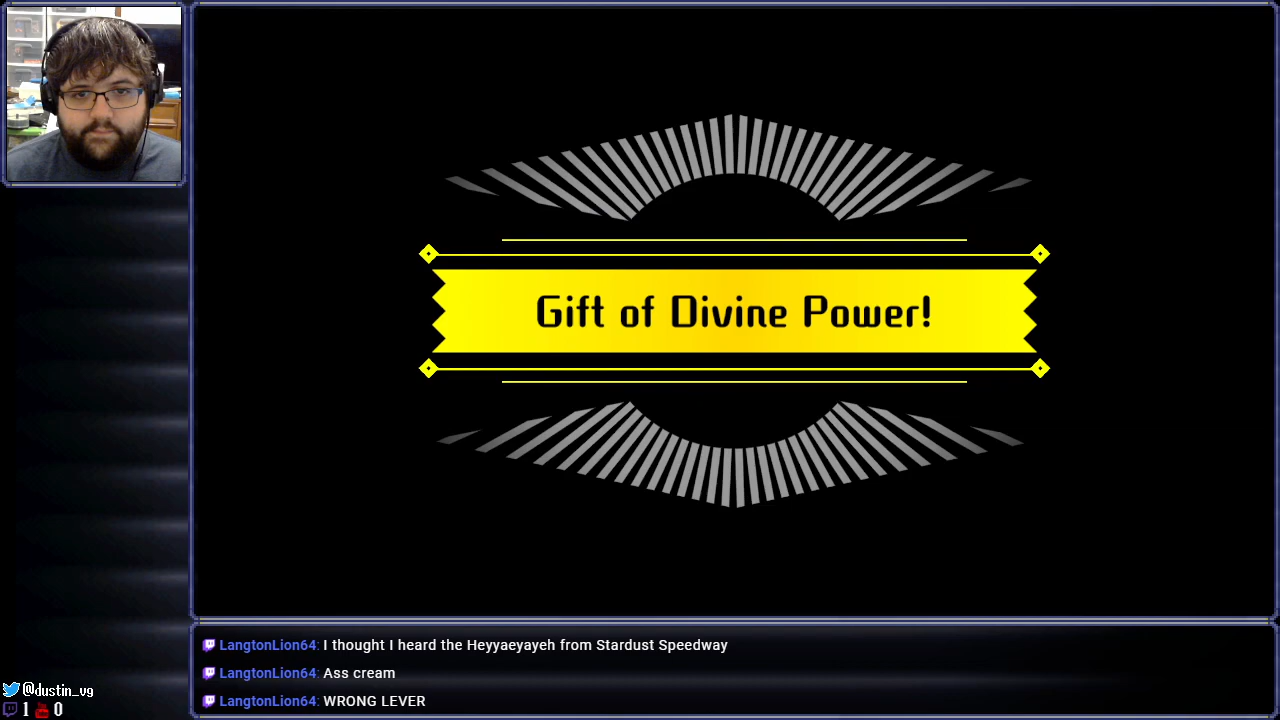 Gift of Divine Power!
LangtonLion64: I thought I heard the Heyyaeyayeh from Stardust Speedway
LangtonLion64: Ass cream
LangtonLion64: WRONG LEVER
@dustin_vg
1 0